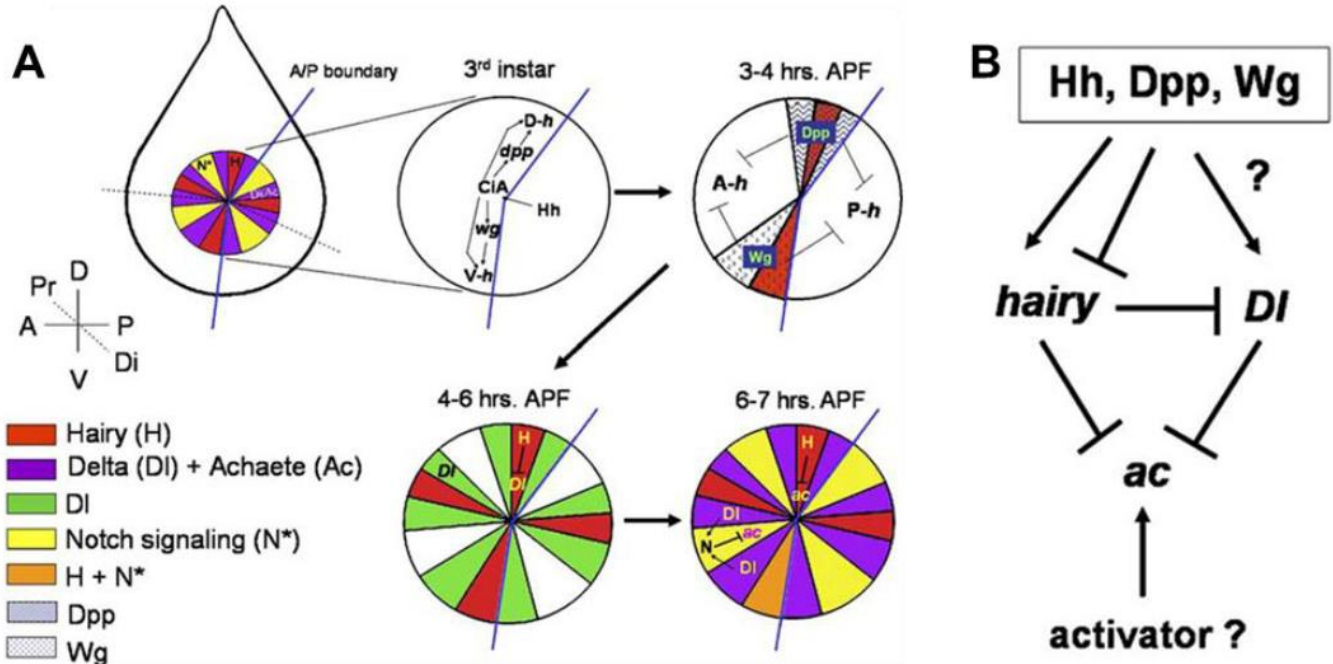 A
A/P boundary
N*
H
3rd instar
D-h
dpp
CiA
Hh
wg
V-h
3-4 hrs. APF
Dpp
A-h
P-h
Wg
D
Pr
A
P
Di
V
4-6 hrs. APF
H
Dl
Dl
6-7 hrs. APF
H
ac
Dl
ac
N
Dl
Hairy (H)
Delta (Dl) + Achaete (Ac)
Dl
Notch signaling (N*)
H + N*
Dpp
Wg
B
Hh, Dpp, Wg
?
hairy
Dl
ac
activator ?